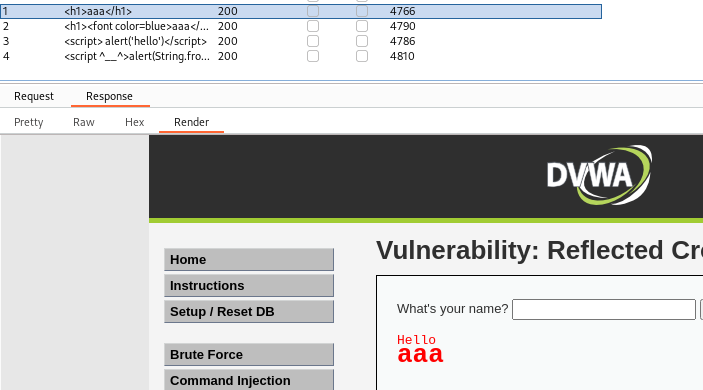 1 <h1>aaa</h1> 200 4766
2 <h1><font color=blue>aaa</... 200 4790
3 <script> alert('hello')</script> 200 4786
4 <script ^__^>alert(String.fro... 200 4810
Request Response
Pretty Raw Hex Render
DVWA
Vulnerability: Reflected Cr
Home
Instructions
Setup / Reset DB
What's your name?
Hello
aaa
Brute Force
Command Injection